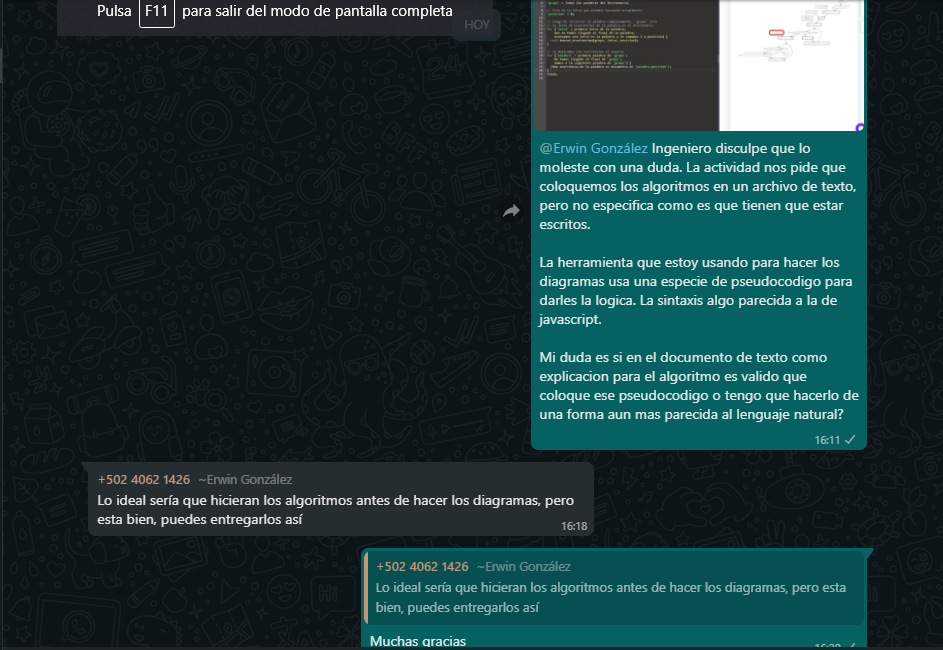 Pulsa F11 para salir del modo de pantalla completa
HOY
@Erwin González Ingeniero disculpe que lo
moleste con una duda. La actividad nos pide que
coloquemos los algoritmos en un archivo de texto,
pero no especifica como es que tienen que estar
escritos.
La herramienta que estoy usando para hacer los
diagramas usa una especie de pseudocodigo para
darles la logica. La sintaxis algo parecida a la de
javascript.
Mi duda es si en el documento de texto como
explicacion para el algoritmo es valido que
coloque ese pseudocodigo o tengo que hacerlo de
una forma aun mas parecida al lenguaje natural?
16:11
+502 4062 1426 ~Erwin González
Lo ideal sería que hicieran los algoritmos antes de hacer los diagramas, pero
esta bien, puedes entregarlos así
16:18
+502 4062 1426 ~Erwin González
Lo ideal sería que hicieran los algoritmos antes de hacer los diagramas, pero esta
bien, puedes entregarlos así
Muchas gracias